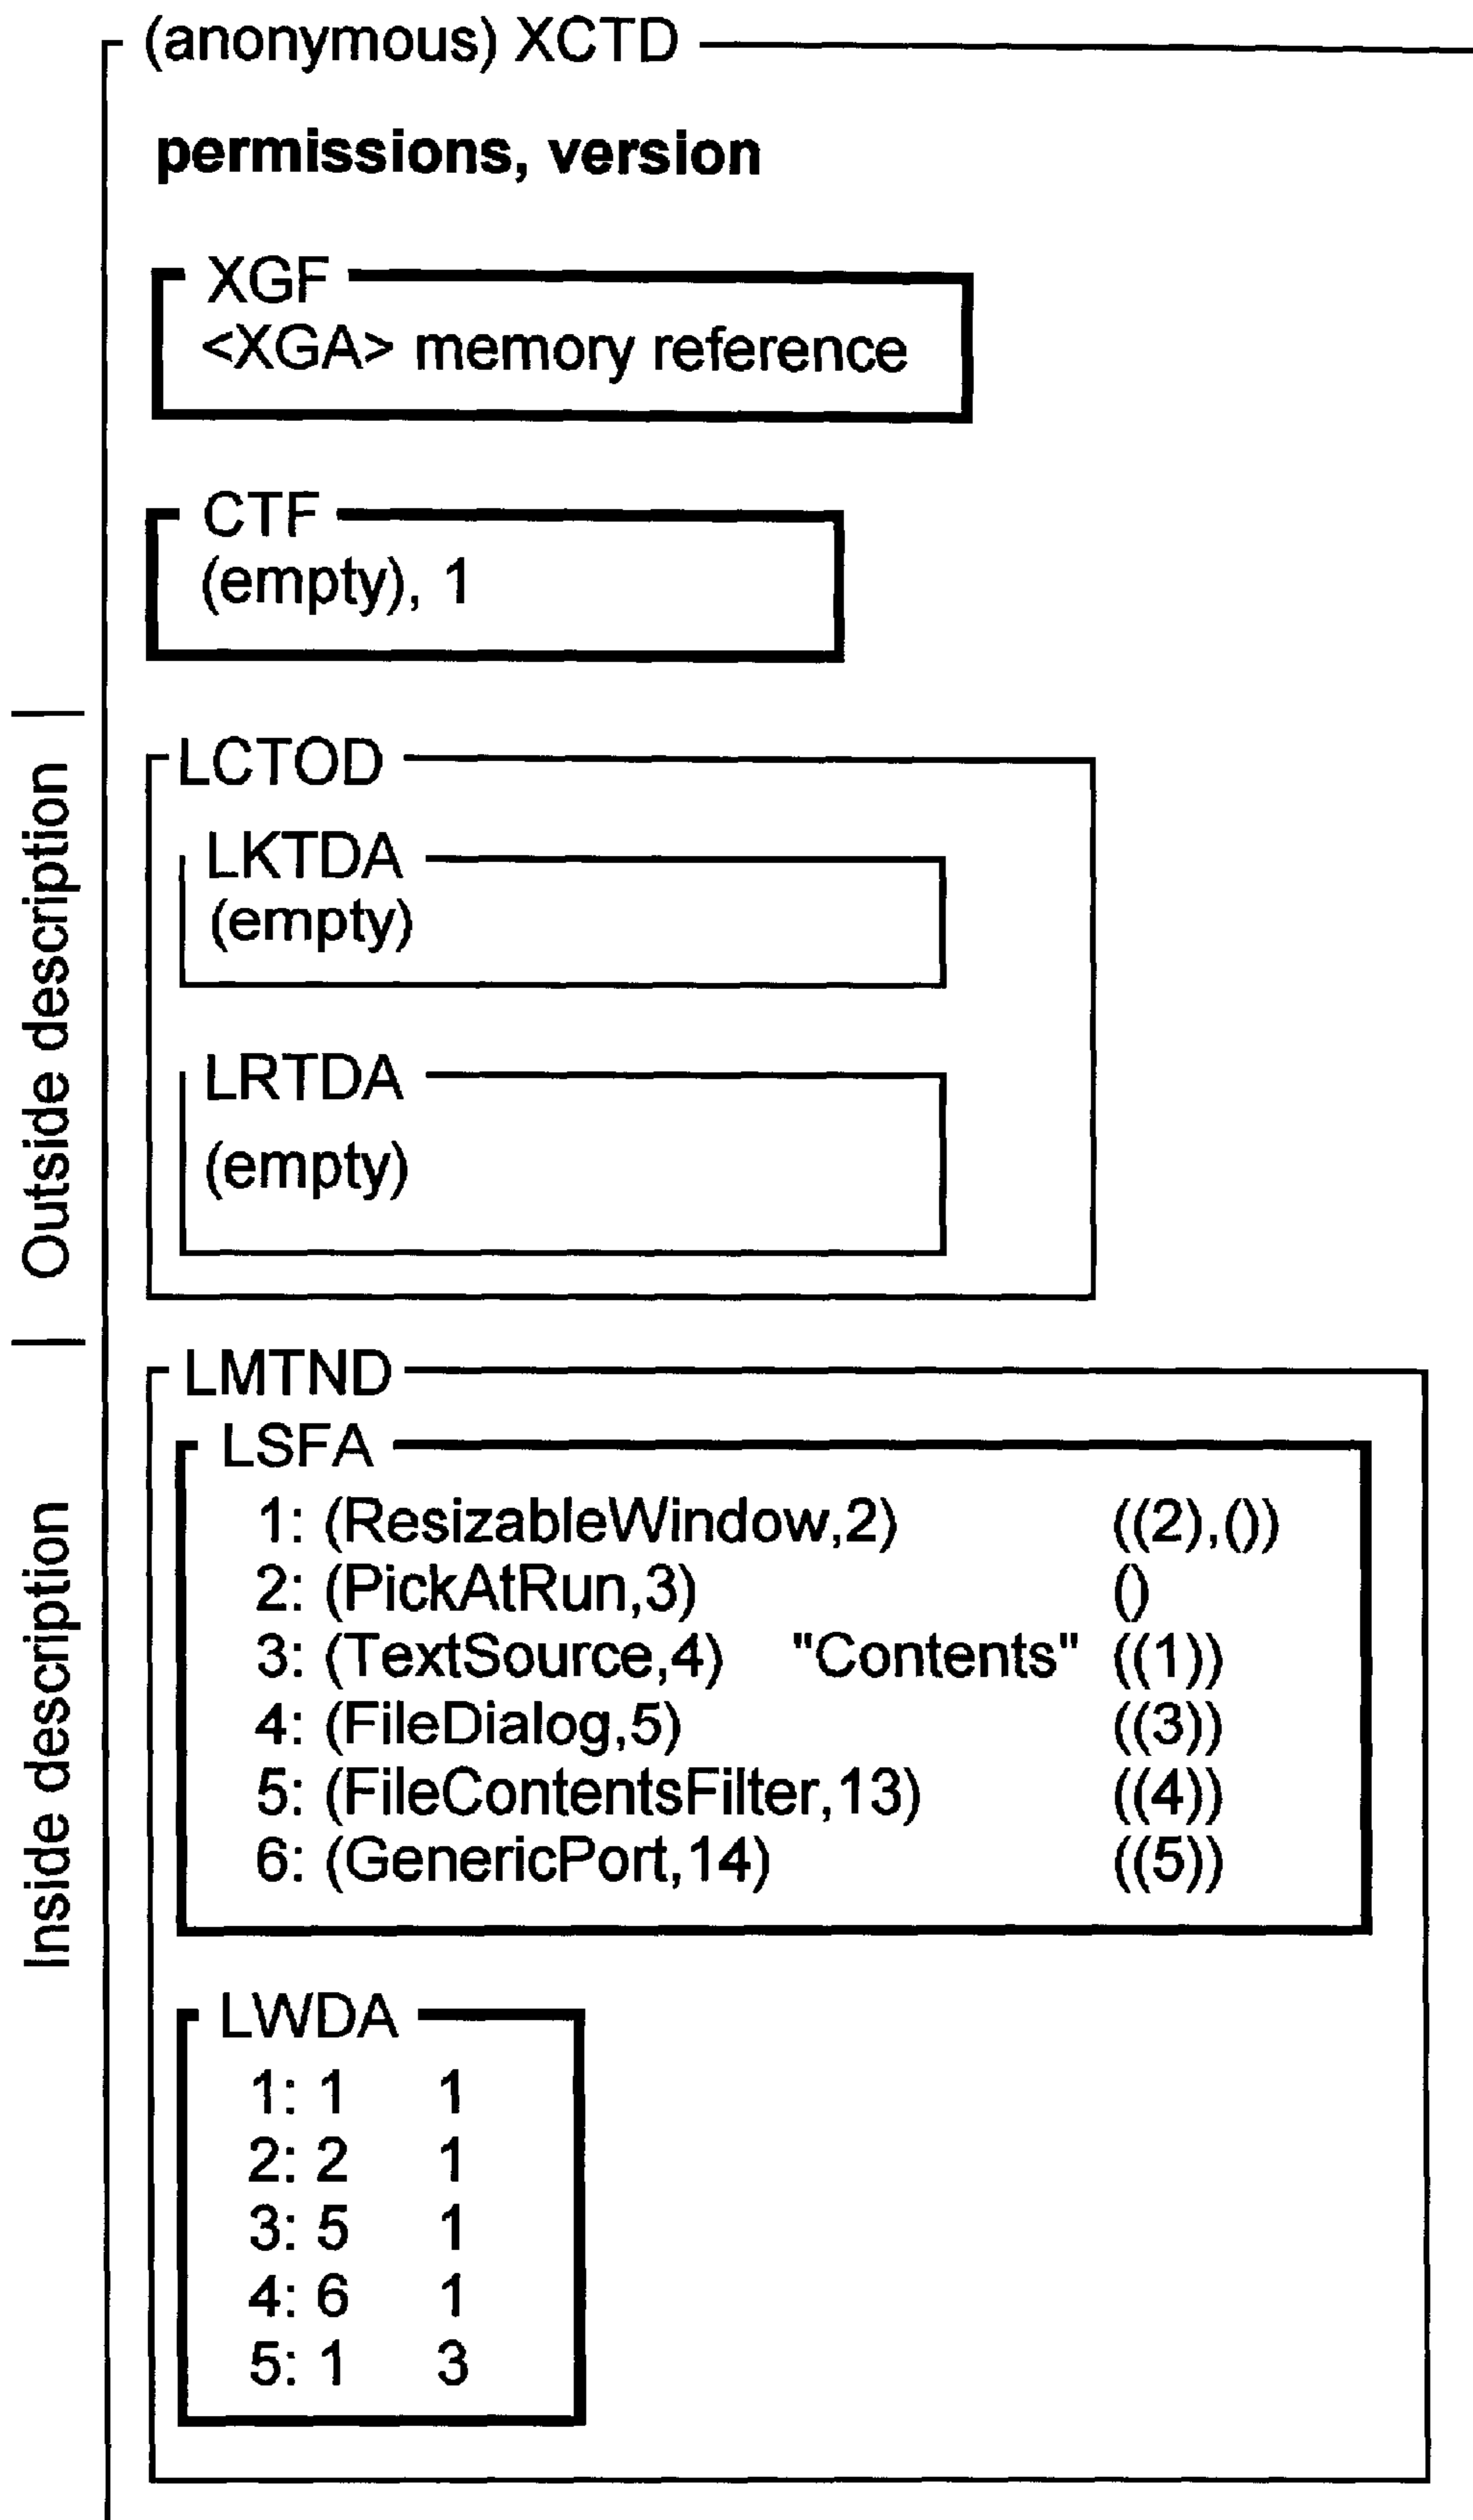 (anonymous) XCTD
permissions, version
XGF
<XGA> memory reference
CTF
(empty), 1
Outside description
LCTOD
LKTDA
(empty)
LRTDA
(empty)
Inside description
LMTND
LSFA
1: (ResizableWindow,2) ((2),())
2: (PickAtRun,3) ()
3: (TextSource,4) "Contents" ((1))
4: (FileDialog,5) ((3))
5: (FileContentsFilter,13) ((4))
6: (GenericPort,14) ((5))
LWDA
1: 1 1
2: 2 1
3: 5 1
4: 6 1
5: 1 3